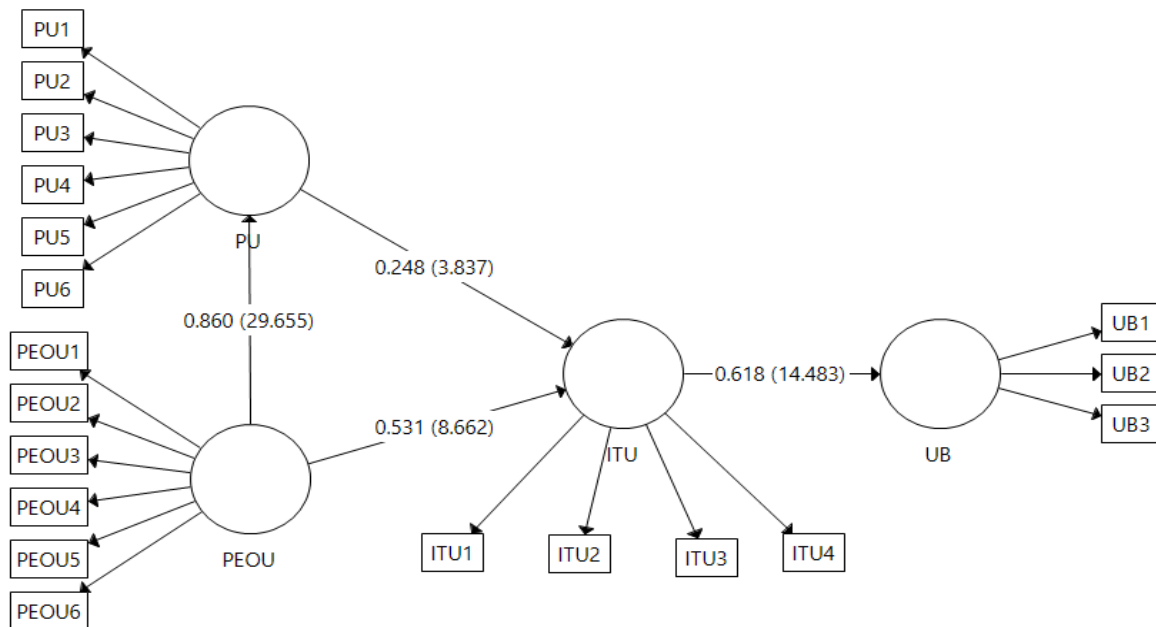 PU1
PU2
PU3
PU4
PU5
PU6
PU
0.248 (3.837)
0.860 (29.655)
PEOU1
PEOU2
PEOU3
PEOU4
PEOU5
PEOU6
PEOU
0.531 (8.662)
ITU
ITU1
ITU2
ITU3
ITU4
0.618 (14.483)
UB
UB1
UB2
UB3